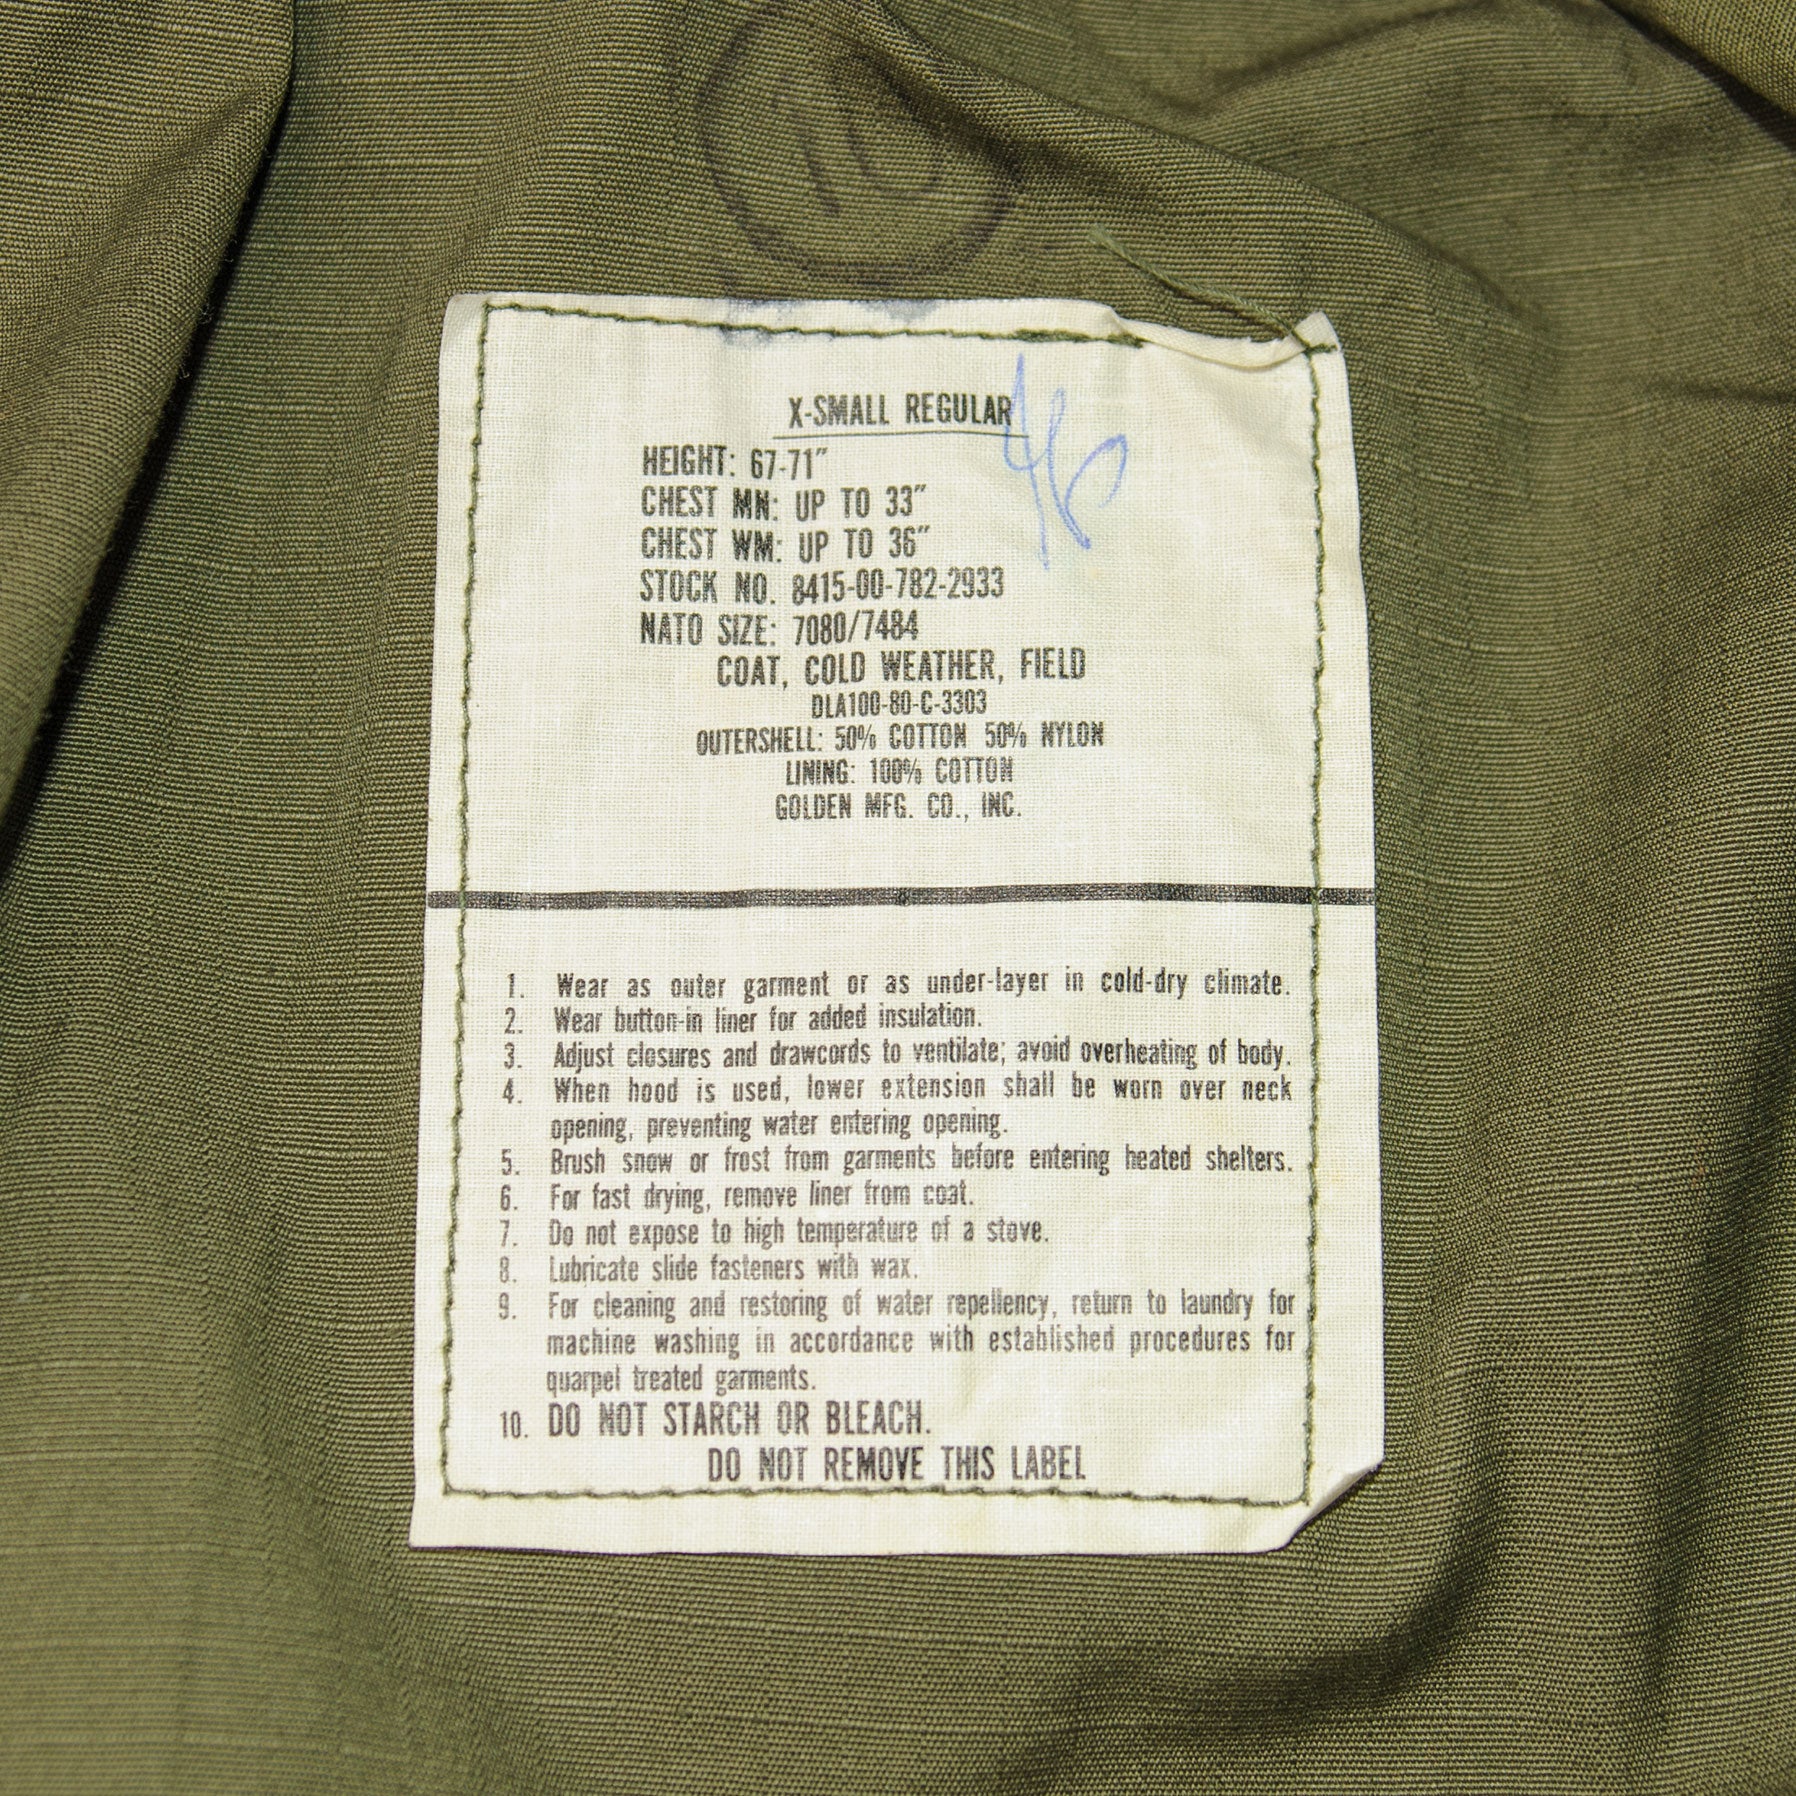 10
X-SMALL REGULAR
46
HEIGHT: 67-71"
CHEST MN: UP TO 33"
CHEST WM: UP TO 36"
STOCK NO. 8415-00-782-2933
NATO SIZE: 7080/7484
COAT, COLD WEATHER, FIELD
DLA100-80-C-3303
OUTERSHELL: 50% COTTON 50% NYLON
LINING: 100% COTTON
GOLDEN MFG. CO., INC.
1. Wear as outer garment or as under-layer in cold-dry climate.
2. Wear button-in liner for added insulation.
3. Adjust closures and drawcords to ventilate; avoid overheating of body.
4. When hood is used, lower extension shall be worn over neck
opening, preventing water entering opening.
5. Brush snow or frost from garments before entering heated shelters.
6. For fast drying, remove liner from coat.
7. Do not expose to high temperature of a stove.
8. Lubricate slide fasteners with wax.
9. For cleaning and restoring of water repellency, return to laundry for
machine washing in accordance with established procedures for
quarpel treated garments.
10. DO NOT STARCH OR BLEACH.
DO NOT REMOVE THIS LABEL